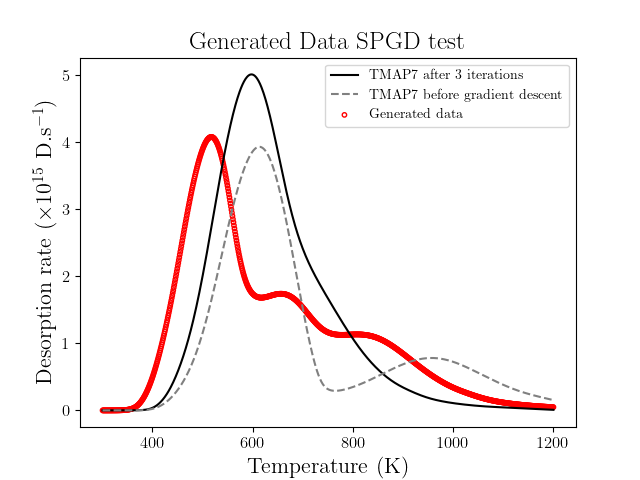 Generated Data SPGD test
TMAP7 after 3 iterations
TMAP7 before gradient descent
Generated data
Desorption rate (×10¹⁵ D.s⁻¹)
5
4
3
2
1
0
400 600 800 1000 1200
Temperature (K)